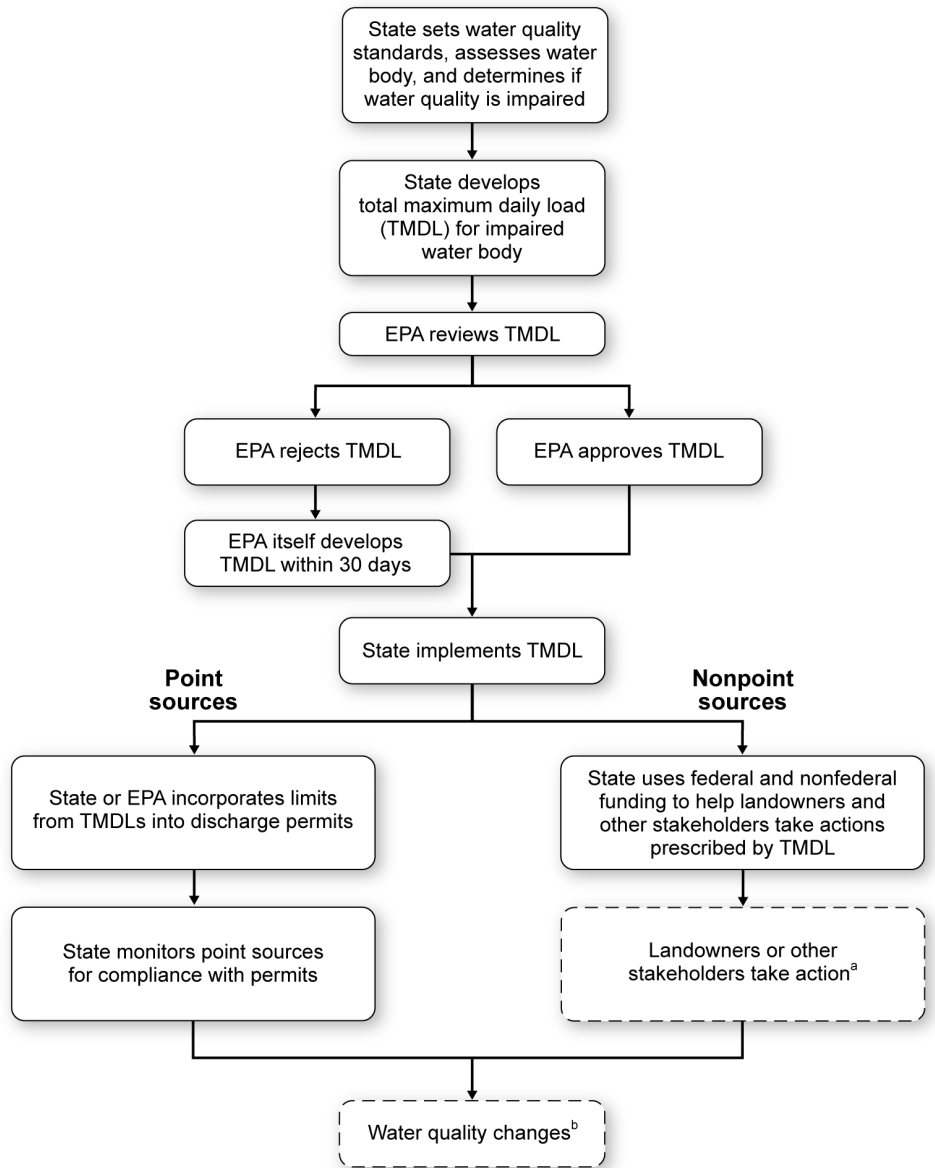 State sets water quality
standards, assesses water
body, and determines if
water quality is impaired
State develops
total maximum daily load
(TMDL) for impaired
water body
EPA reviews TMDL
EPA rejects TMDL
EPA approves TMDL
EPA itself develops
TMDL within 30 days
State implements TMDL
Point
sources
Nonpoint
sources
State or EPA incorporates limits
from TMDLs into discharge permits
State uses federal and nonfederal
funding to help landowners and
other stakeholders take actions
prescribed by TMDL
State monitors point sources
for compliance with permits
Landowners or other
stakeholders take actionᵃ
Water quality changesᵇ